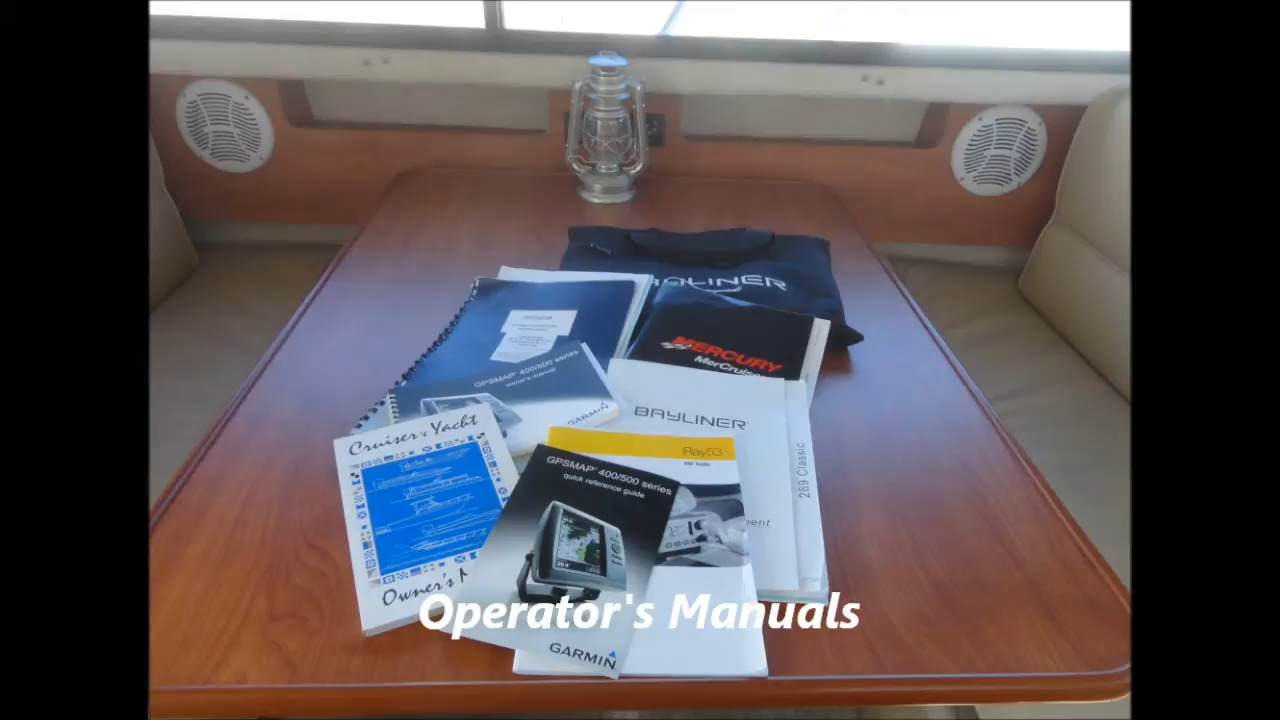 BAYLINER
MERCURY
MerCruiser
GPSMAP® 400/500 series
owner's manual
GARMIN
BAYLINER
289 Classic
Cruiser & Yacht
Owner's M
Ray53
GPSMAP® 400/500 series
quick reference guide
GARMIN
Operator's Manuals